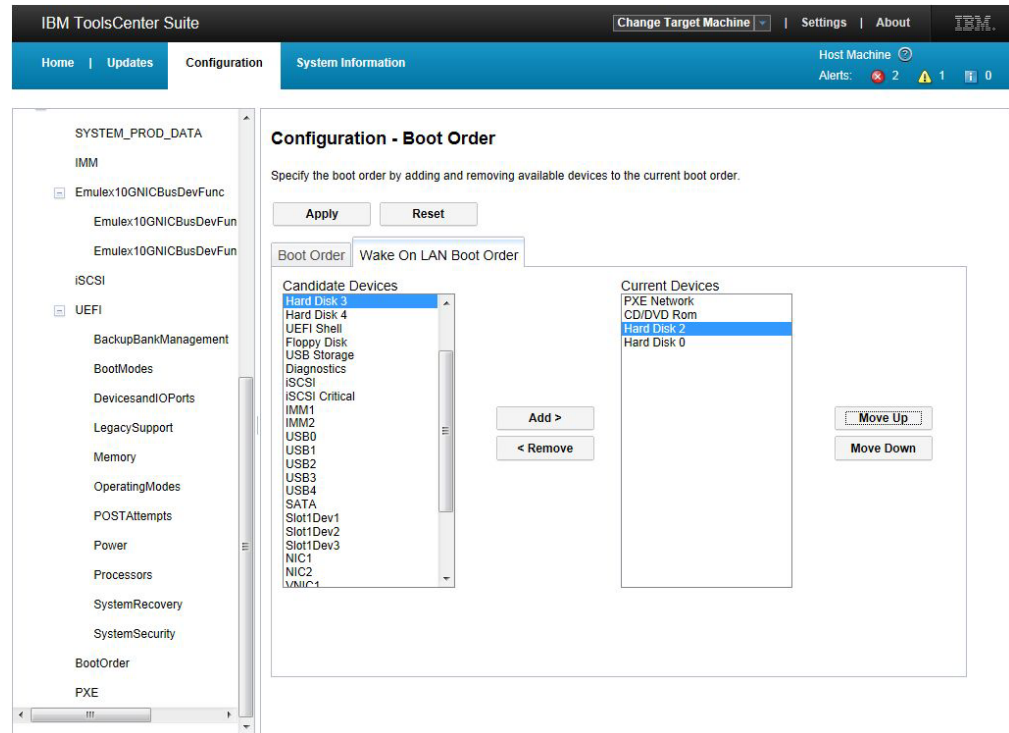 IBM ToolsCenter Suite
Change Target Machine | Settings | About IBM.
Home | Updates Configuration System Information
Host Machine ?
Alerts: 2 1 0
SYSTEM_PROD_DATA
IMM
Emulex10GNICBusDevFunc
Emulex10GNICBusDevFun
Emulex10GNICBusDevFun
iSCSI
UEFI
BackupBankManagement
BootModes
DevicesandIOPorts
LegacySupport
Memory
OperatingModes
POSTAttempts
Power
Processors
SystemRecovery
SystemSecurity
BootOrder
PXE
Configuration - Boot Order
Specify the boot order by adding and removing available devices to the current boot order.
Apply Reset
Boot Order Wake On LAN Boot Order
Candidate Devices
Hard Disk 3
Hard Disk 4
UEFI Shell
Floppy Disk
USB Storage
Diagnostics
iSCSI
iSCSI Critical
IMM1
IMM2
USB0
USB1
USB2
USB3
USB4
SATA
Slot1Dev1
Slot1Dev2
Slot1Dev3
NIC1
NIC2
VNIC1
Add >
< Remove
Current Devices
PXE Network
CD/DVD Rom
Hard Disk 2
Hard Disk 0
Move Up
Move Down